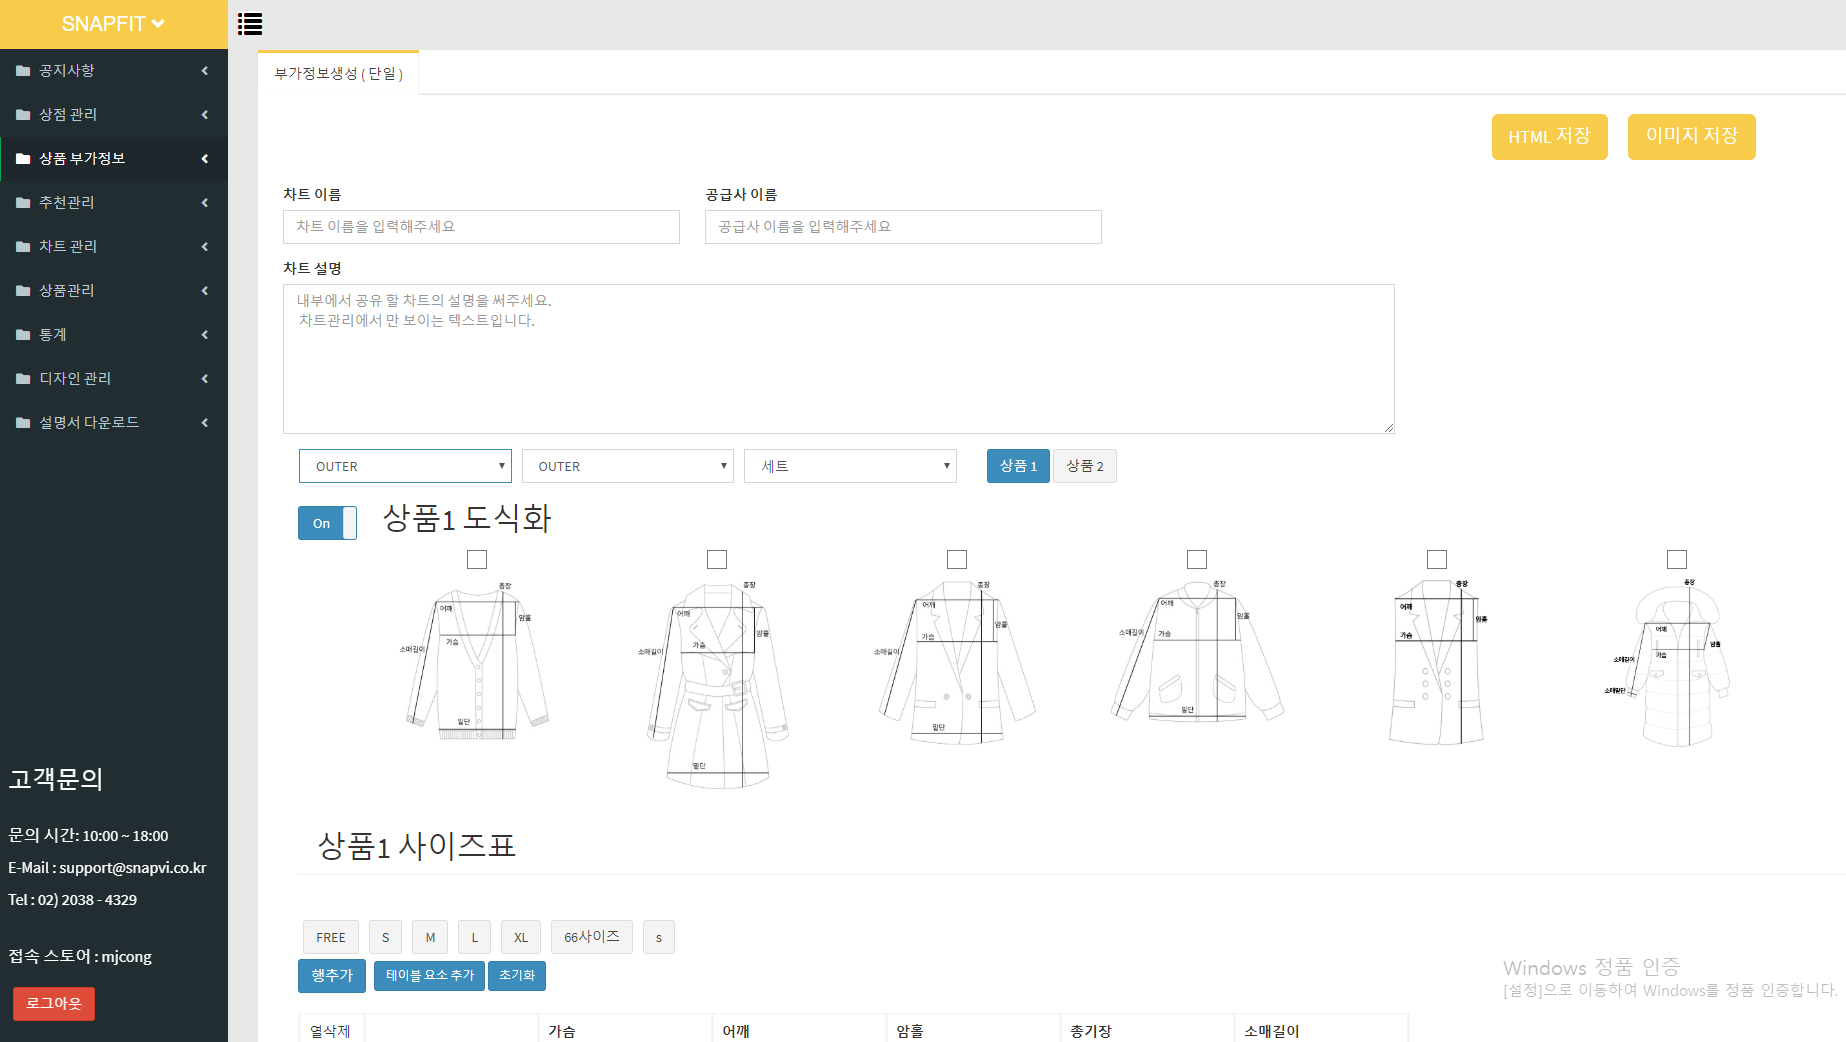 SNAPFIT
공지사항
상점 관리
상품 부가정보
추천관리
차트 관리
상품관리
통계
디자인 관리
설명서 다운로드
고객문의
문의 시간: 10:00 ~ 18:00
E-Mail : support@snapvi.co.kr
Tel : 02) 2038 - 4329
접속 스토어 : mjcong
로그아웃
부가정보생성 ( 단일 )
HTML 저장
이미지 저장
차트 이름
공급사 이름
차트 이름을 입력해주세요
공급사 이름을 입력해주세요
차트 설명
내부에서 공유 할 차트의 설명을 써주세요.
차트관리에서 만 보이는 텍스트입니다.
OUTER
OUTER
세트
상품 1
상품 2
On
상품1 도식화
총장
어깨
암홀
가슴
소매길이
밑단
총장
어깨
암홀
가슴
소매길이
밑단
총장
어깨
암홀
가슴
소매길이
밑단
총장
어깨
암홀
가슴
소매길이
밑단
총장
어깨
암홀
가슴
총장
어깨
암홀
가슴
소매길이
소매밑단
상품1 사이즈표
FREE
S
M
L
XL
66사이즈
s
행추가
테이블 요소 추가
초기화
열삭제
가슴
어깨
암홀
총기장
소매길이
Windows 정품 인증
[설정]으로 이동하여 Windows를 정품 인증합니다.